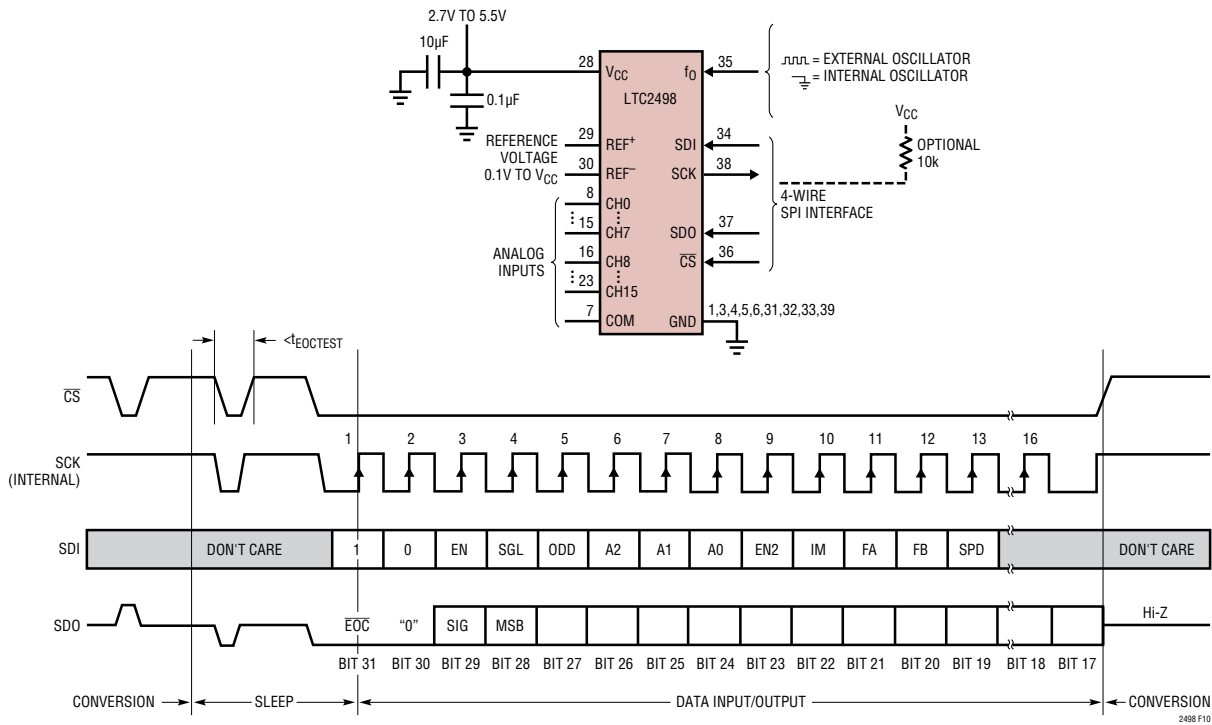 2.7V TO 5.5V
10µF
0.1µF
28
VCC
fO
35
= EXTERNAL OSCILLATOR
= INTERNAL OSCILLATOR
LTC2498
VCC
OPTIONAL
10k
REFERENCE
VOLTAGE
0.1V TO VCC
29
REF+
30
REF–
SDI
34
SCK
38
4-WIRE
SPI INTERFACE
ANALOG
INPUTS
8
CH0
15
CH7
16
CH8
23
CH15
7
COM
SDO
37
CS
36
GND
1,3,4,5,6,31,32,33,39
<tEOCTEST
CS
SCK
(INTERNAL)
1 2 3 4 5 6 7 8 9 10 11 12 13 16
SDI
DON'T CARE 1 0 EN SGL ODD A2 A1 A0 EN2 IM FA FB SPD DON'T CARE
SDO
EOC "0" SIG MSB Hi-Z
BIT 31 BIT 30 BIT 29 BIT 28 BIT 27 BIT 26 BIT 25 BIT 24 BIT 23 BIT 22 BIT 21 BIT 20 BIT 19 BIT 18 BIT 17
CONVERSION SLEEP DATA INPUT/OUTPUT CONVERSION
2498 F10